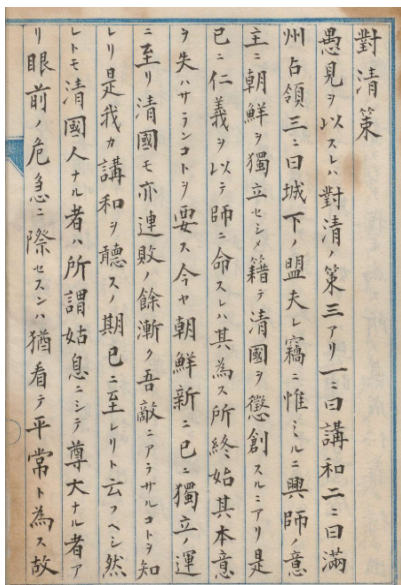 對清策
愚見ヲ以スレハ對清ノ策三アリ一ニ曰講和二ニ曰滿
州占領三ニ曰城下ノ盟夫レ竊ニ惟ミルニ興師ノ意
主ニ朝鮮ヲ獨立セシメ籍テ清國ヲ懲創スルニアリ是
已ニ仁義ヲ以テ師ニ命スレハ其為ス所終始其本意
ヲ失ハサランコトヲ要ス今ヤ朝鮮新ニ已ニ獨立ノ運
ニ至リ清國モ亦連敗ノ餘漸ク吾敵ニアラサルコトヲ知
レリ是我カ講和ヲ聽スノ期已ニ至レリト云フヘシ然
レトモ清國人ナル者ハ所謂姑息ニシテ尊大ナル者ア
リ眼前ノ危急ニ際セスンハ猶看テ平常ト為ス故